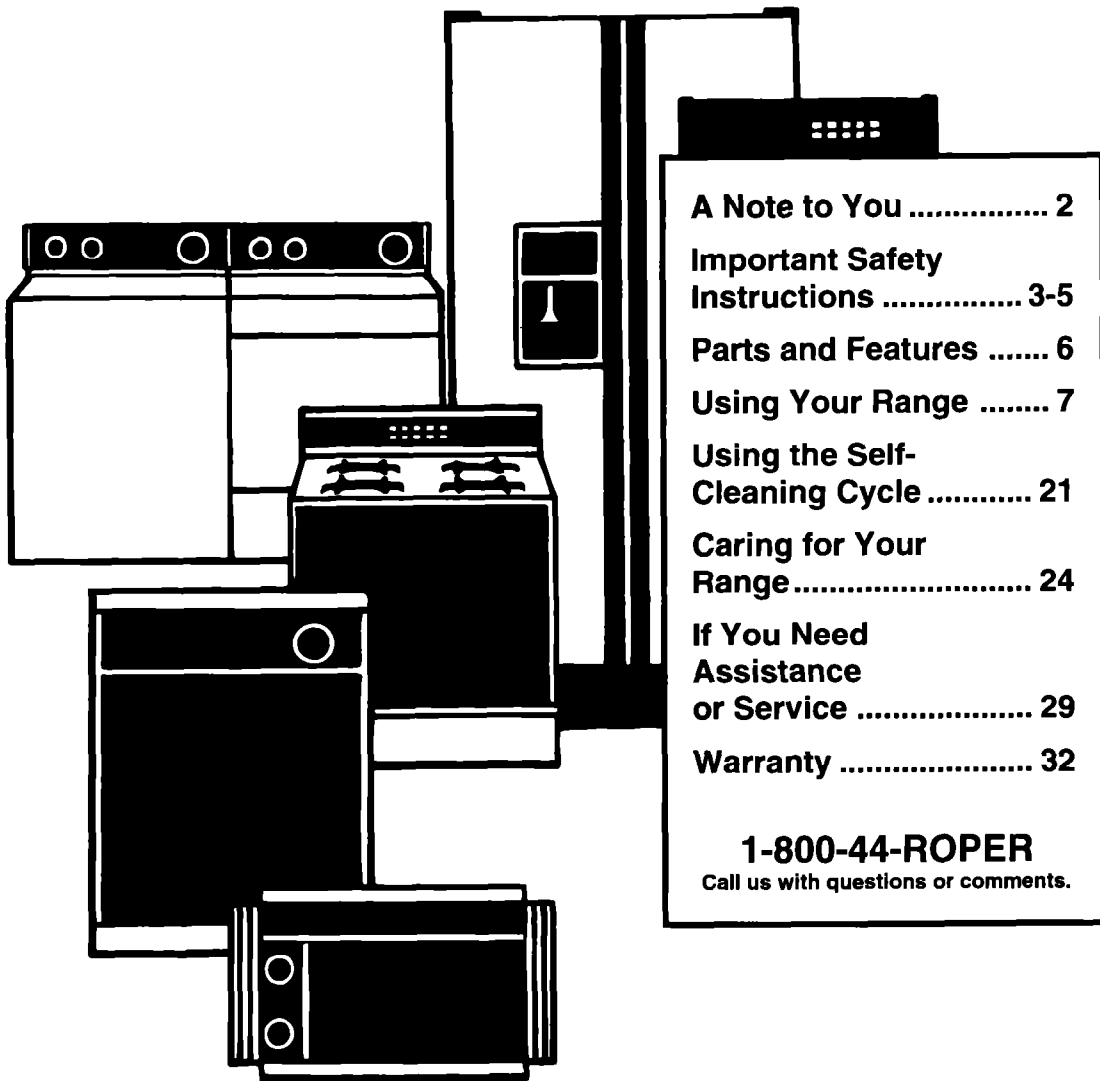 A Note to You ................ 2
Important Safety
Instructions ................ 3-5
Parts and Features ....... 6
Using Your Range ......... 7
Using the Self-
Cleaning Cycle ............ 21
Caring for Your
Range ........................... 24
If You Need
Assistance
or Service .................... 29
Warranty ...................... 32
1-800-44-ROPER
Call us with questions or comments.